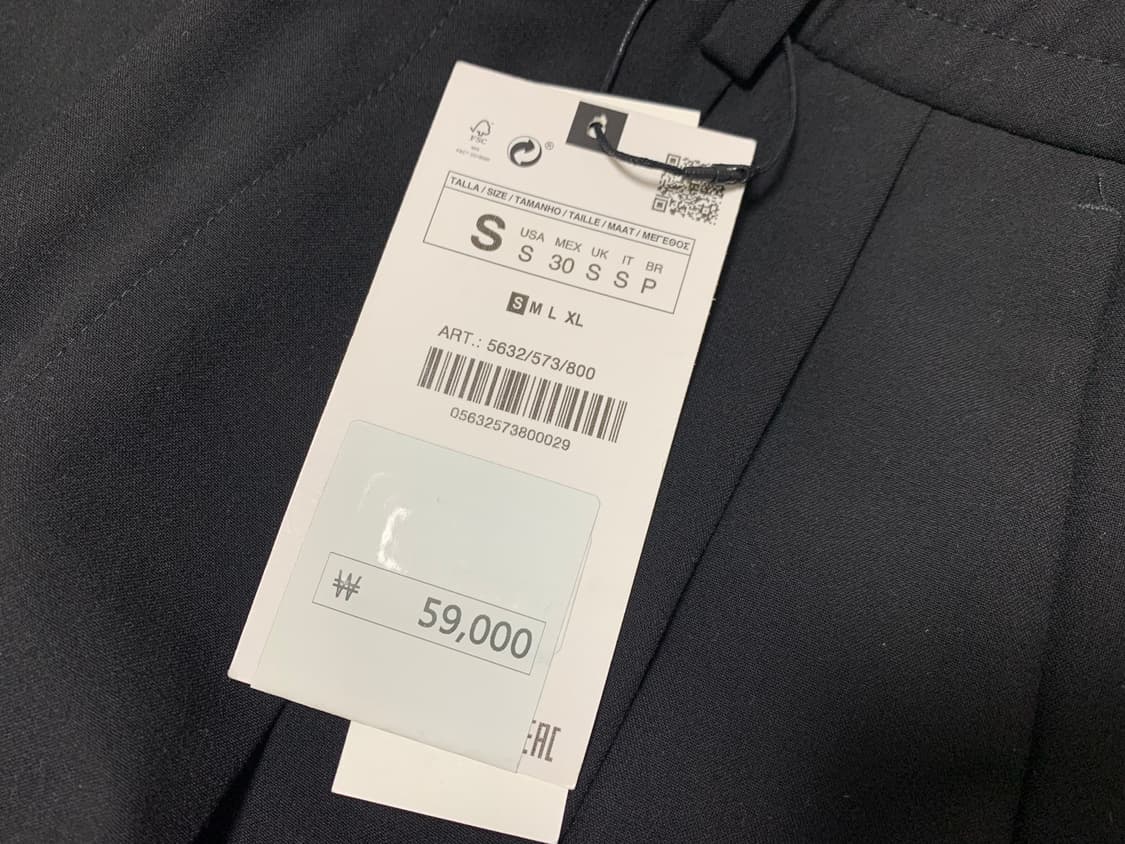 FSC
®
TALLA / SIZE / TAMANHO / TAILLE / MAAT / ΜΕΓΕΘΟΣ
S
USA MEX UK IT BR
S 30 S S P
S M L XL
ART.: 5632/573/800
05632573800029
₩ 59,000
EAC